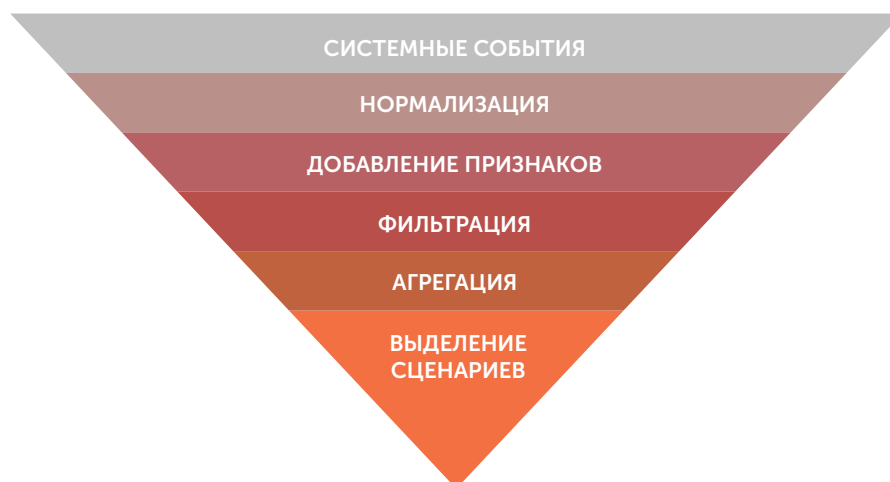 СИСТЕМНЫЕ СОБЫТИЯ
НОРМАЛИЗАЦИЯ
ДОБАВЛЕНИЕ ПРИЗНАКОВ
ФИЛЬТРАЦИЯ
АГРЕГАЦИЯ
ВЫДЕЛЕНИЕ
СЦЕНАРИЕВ